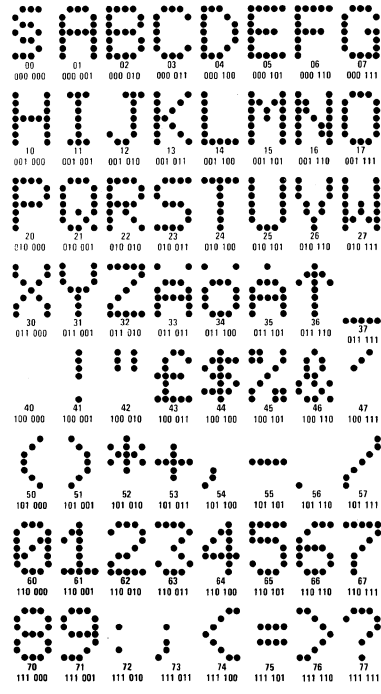 § A B C D E F G
00 01 02 03 04 05 06 07
000 000 000 001 000 010 000 011 000 100 000 101 000 110 000 111
H I J K L M N O
10 11 12 13 14 15 16 17
001 000 001 001 001 010 001 011 001 100 001 101 001 110 001 111
P Q R S T U V W
20 21 22 23 24 25 26 27
010 000 010 001 010 010 010 011 010 100 010 101 010 110 010 111
X Y Z Ä Ö Å ↑ _
30 31 32 33 34 35 36 37
011 000 011 001 011 010 011 011 011 100 011 101 011 110 011 111
! " £ $ % & '
40 41 42 43 44 45 46 47
100 000 100 001 100 010 100 011 100 100 100 101 100 110 100 111
( ) * + , - . /
50 51 52 53 54 55 56 57
101 000 101 001 101 010 101 011 101 100 101 101 101 110 101 111
0 1 2 3 4 5 6 7
60 61 62 63 64 65 66 67
110 000 110 001 110 010 110 011 110 100 110 101 110 110 110 111
8 9 : ; < = > ?
70 71 72 73 74 75 76 77
111 000 111 001 111 010 111 011 111 100 111 101 111 110 111 111